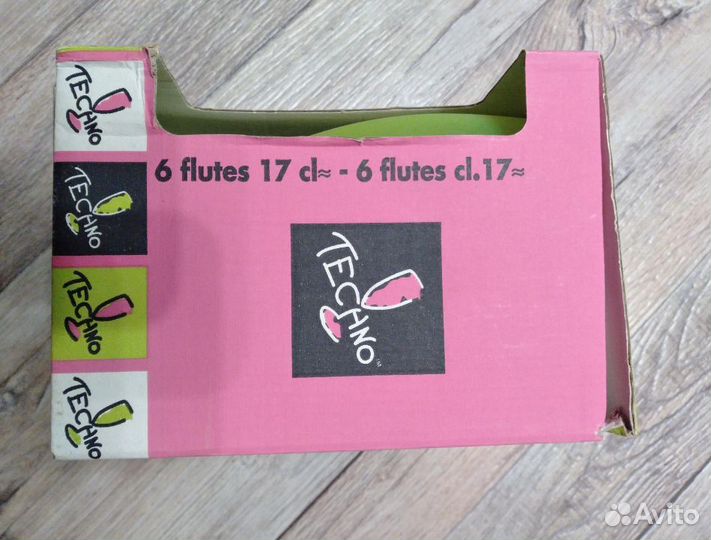 TECHNO
TECHNO
TECHNO
TECHNO
6 flutes 17 cl≈ - 6 flutes cl.17≈
TECHNO
Avito